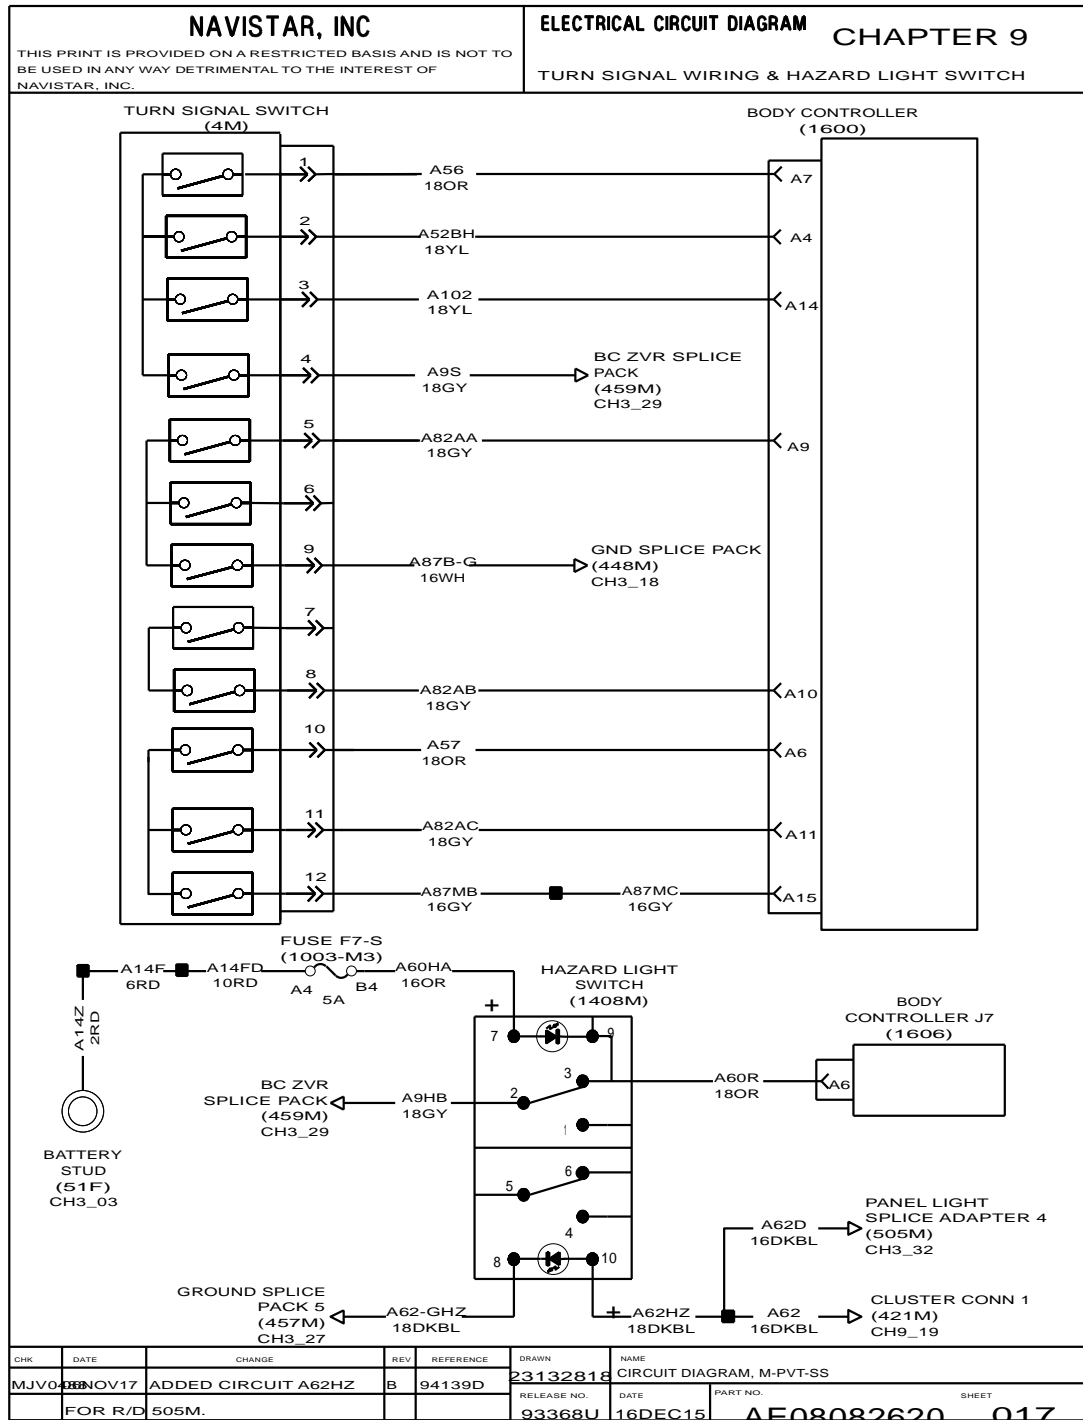 NAVISTAR, INC
THIS PRINT IS PROVIDED ON A RESTRICTED BASIS AND IS NOT TO
BE USED IN ANY WAY DETRIMENTAL TO THE INTEREST OF
NAVISTAR, INC.
ELECTRICAL CIRCUIT DIAGRAM
CHAPTER 9
TURN SIGNAL WIRING & HAZARD LIGHT SWITCH
TURN SIGNAL SWITCH
(4M)
BODY CONTROLLER
(1600)
1
A56
18OR
A7
2
A52BH
18YL
A4
3
A102
18YL
A14
4
A9S
18GY
BC ZVR SPLICE
PACK
(459M)
CH3_29
5
A82AA
18GY
A9
6
9
A87B-G
16WH
GND SPLICE PACK
(448M)
CH3_18
7
8
A82AB
18GY
A10
10
A57
18OR
A6
11
A82AC
18GY
A11
12
A87MB
16GY
A87MC
16GY
A15
FUSE F7-S
(1003-M3)
A14F
6RD
A14FD
10RD
A4
5A
B4
A60HA
16OR
A14Z
2RD
BATTERY
STUD
(51F)
CH3_03
HAZARD LIGHT
SWITCH
(1408M)
+
7
9
3
2
1
6
5
4
8
10
BC ZVR
SPLICE PACK
(459M)
CH3_29
A9HB
18GY
A60R
18OR
BODY
CONTROLLER J7
(1606)
A6
GROUND SPLICE
PACK 5
(457M)
CH3_27
A62-GHZ
18DKBL
+
A62HZ
18DKBL
A62D
16DKBL
PANEL LIGHT
SPLICE ADAPTER 4
(505M)
CH3_32
A62
16DKBL
CLUSTER CONN 1
(421M)
CH9_19
CHK DATE CHANGE REV REFERENCE
NOV17 ADDED CIRCUIT A62HZ B 94139D
FOR R/D 505M.
DRAWN
23132818
NAME
CIRCUIT DIAGRAM, M-PVT-SS
RELEASE NO.
93368U
DATE
16DEC15
PART NO.
AE08082620
SHEET
017